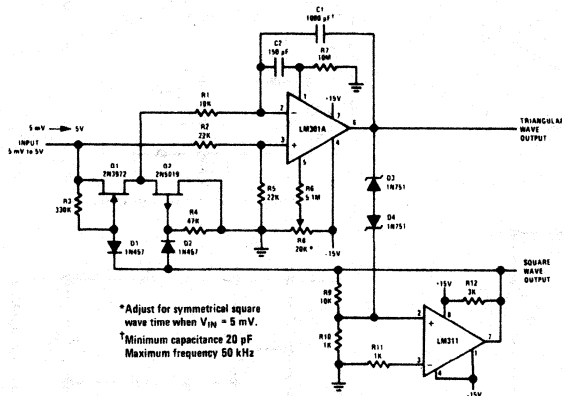 C1
1000 pF†
C2
150 pF
R7
10M
R1
10K
2
1
-15V
7
LM301A
6
TRIANGULAR
WAVE
OUTPUT
5 mV → 5V
INPUT
5 mV to 5V
R2
22K
3
4
5
Q2
2N5019
R3
330K
R4
47K
R5
22K
R6
5.1M
R8
20K *
-15V
D3
1N751
D4
1N751
D1
1N457
1N457
SQUARE
WAVE
OUTPUT
R9
10K
+15V
R12
3K
8
2
LM311
7
R10
1K
R11
1K
3
4
1
-15V
*Adjust for symmetrical square
wave time when VIN = 5 mV.
†Minimum capacitance 20 pF
Maximum frequency 50 kHz